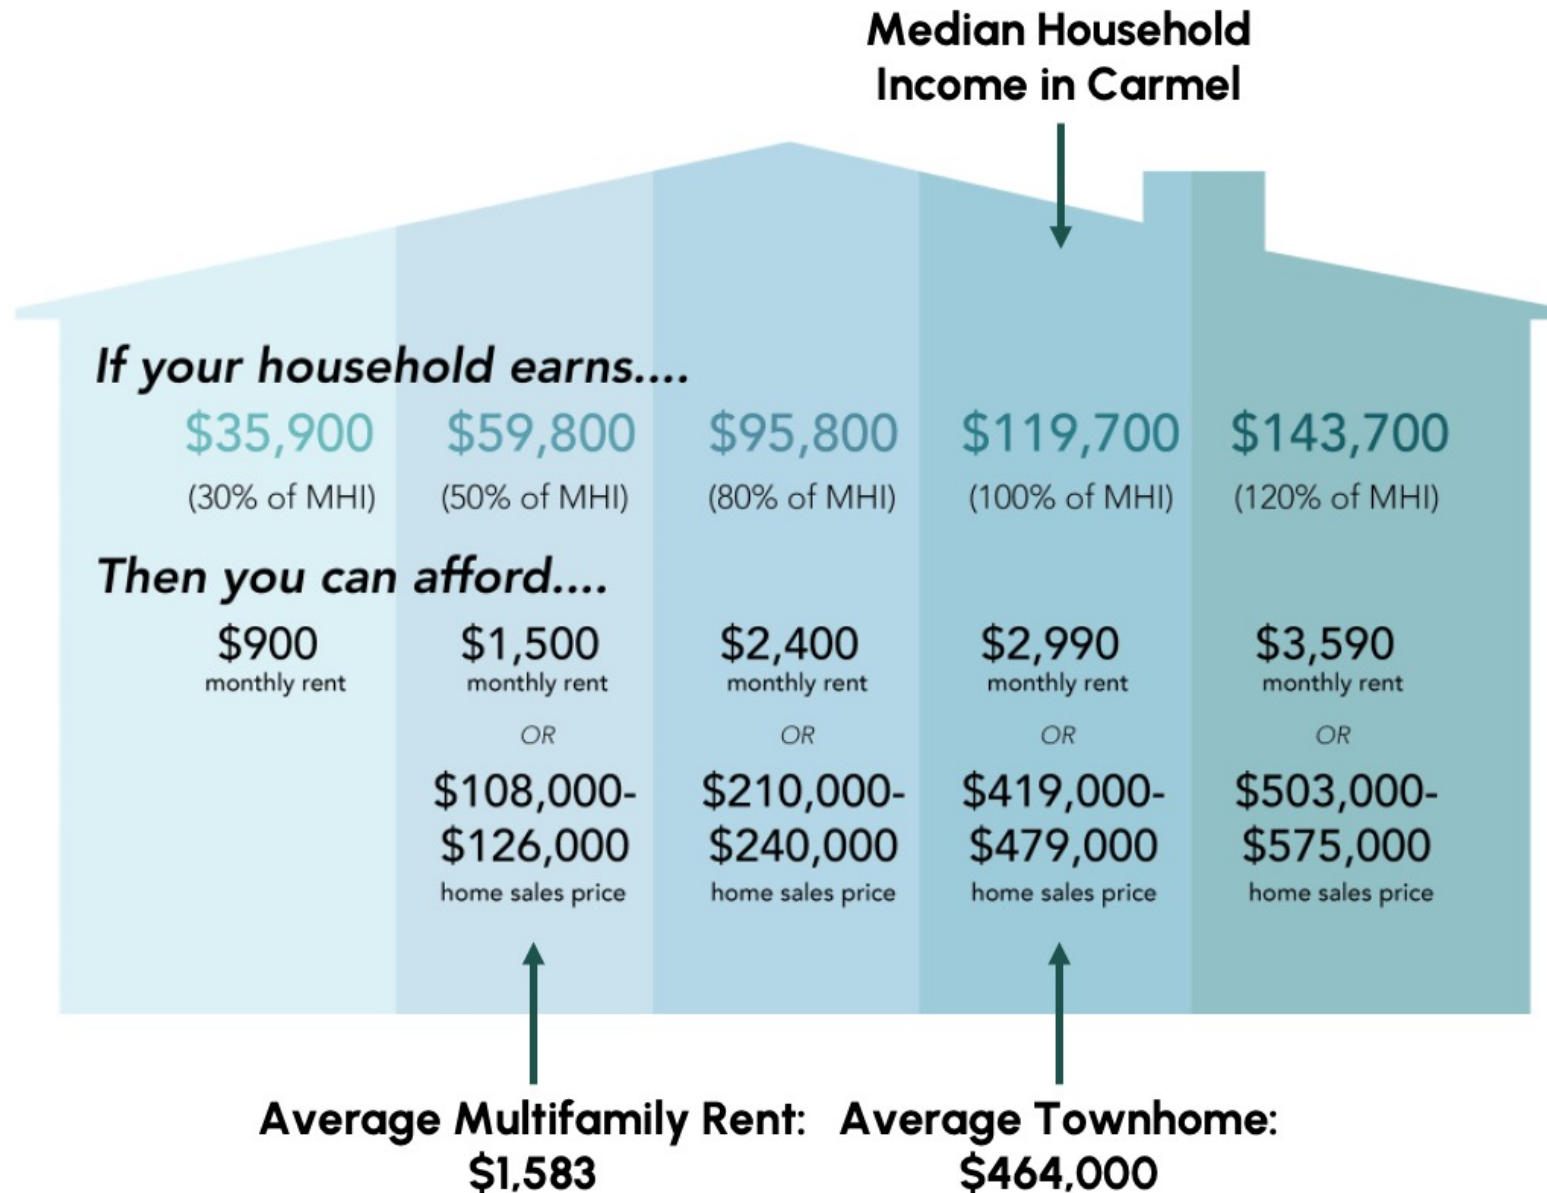 Median Household
Income in Carmel
If your household earns....
$35,900 $59,800 $95,800 $119,700 $143,700
(30% of MHI) (50% of MHI) (80% of MHI) (100% of MHI) (120% of MHI)
Then you can afford....
$900 $1,500 $2,400 $2,990 $3,590
monthly rent monthly rent monthly rent monthly rent monthly rent
OR OR OR OR
$108,000- $210,000- $419,000- $503,000-
$126,000 $240,000 $479,000 $575,000
home sales price home sales price home sales price home sales price
Average Multifamily Rent: Average Townhome:
$1,583 $464,000